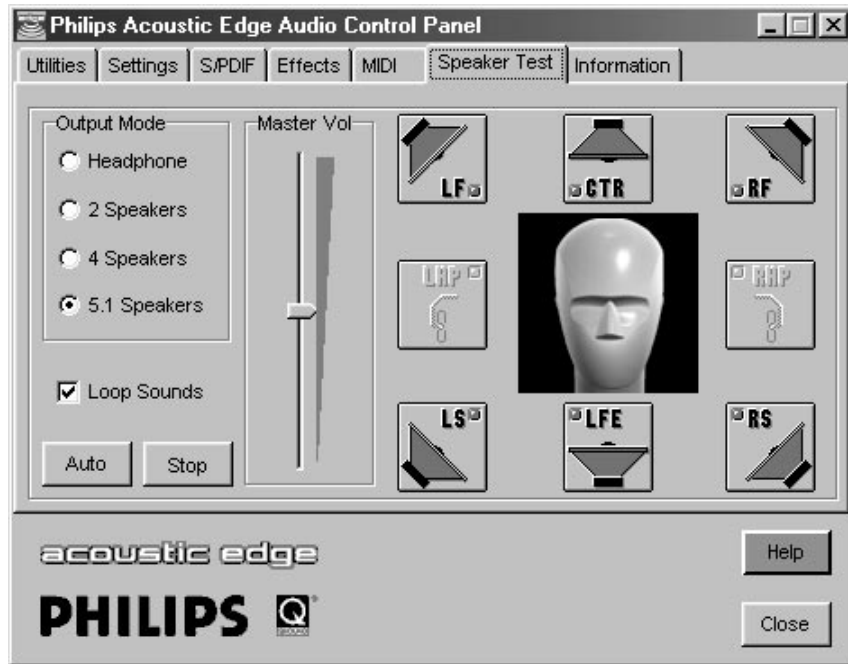 Philips Acoustic Edge Audio Control Panel
Utilities Settings S/PDIF Effects MIDI Speaker Test Information
Output Mode
Headphone
2 Speakers
4 Speakers
5.1 Speakers
Loop Sounds
Auto Stop
Master Vol
LF CTR RF
LHP RHP
LS LFE RS
acoustic edge
PHILIPS Q SOUND
Help
Close